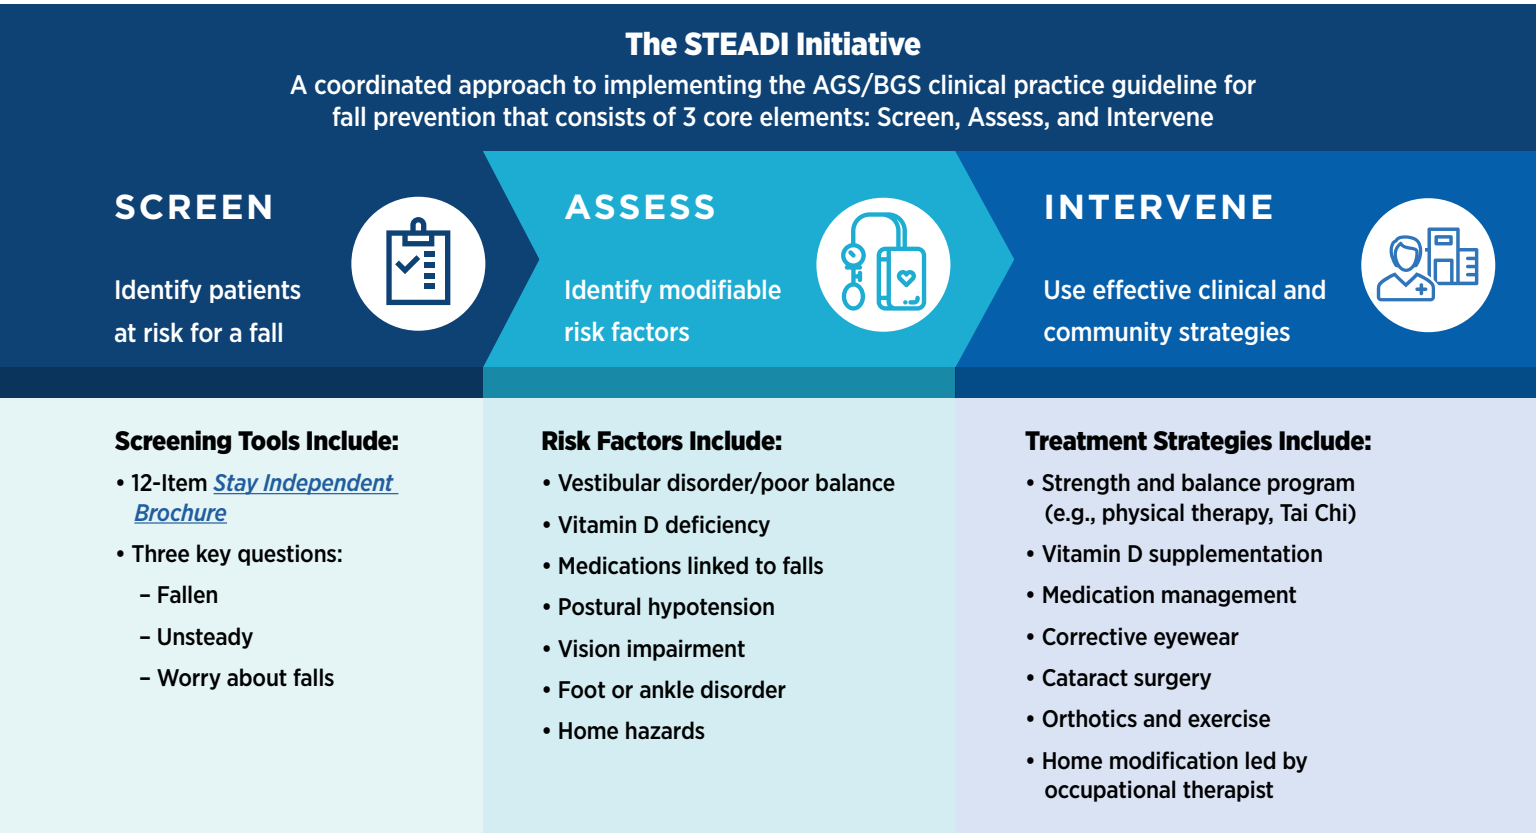 The STEADI Initiative
A coordinated approach to implementing the AGS/BGS clinical practice guideline for
fall prevention that consists of 3 core elements: Screen, Assess, and Intervene
SCREEN
Identify patients
at risk for a fall
ASSESS
Identify modifiable
risk factors
INTERVENE
Use effective clinical and
community strategies
Screening Tools Include:
• 12-Item Stay Independent
Brochure
• Three key questions:
– Fallen
– Unsteady
– Worry about falls
Risk Factors Include:
• Vestibular disorder/poor balance
• Vitamin D deficiency
• Medications linked to falls
• Postural hypotension
• Vision impairment
• Foot or ankle disorder
• Home hazards
Treatment Strategies Include:
• Strength and balance program
(e.g., physical therapy, Tai Chi)
• Vitamin D supplementation
• Medication management
• Corrective eyewear
• Cataract surgery
• Orthotics and exercise
• Home modification led by
occupational therapist